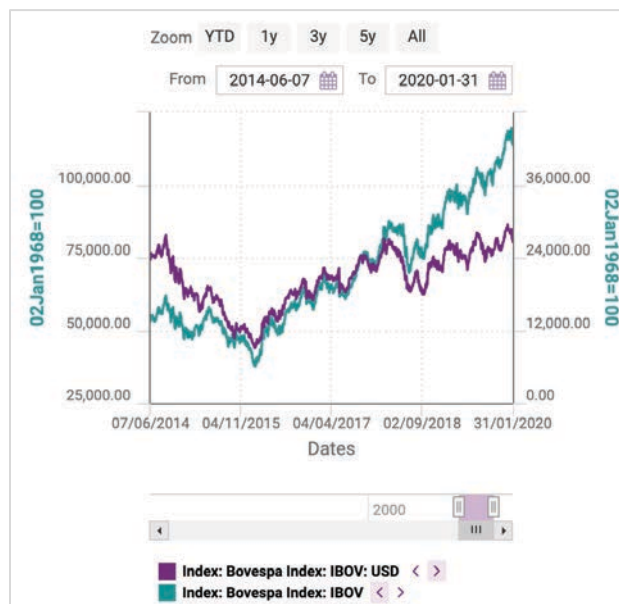 Zoom YTD 1y 3y 5y All
From 2014-06-07 To 2020-01-31
02Jan1968=100
100,000.00
75,000.00
50,000.00
25,000.00
36,000.00
24,000.00
12,000.00
0.00
02Jan1968=100
07/06/2014 04/11/2015 04/04/2017 02/09/2018 31/01/2020
Dates
2000
Index: Bovespa Index: IBOV: USD < >
Index: Bovespa Index: IBOV < >